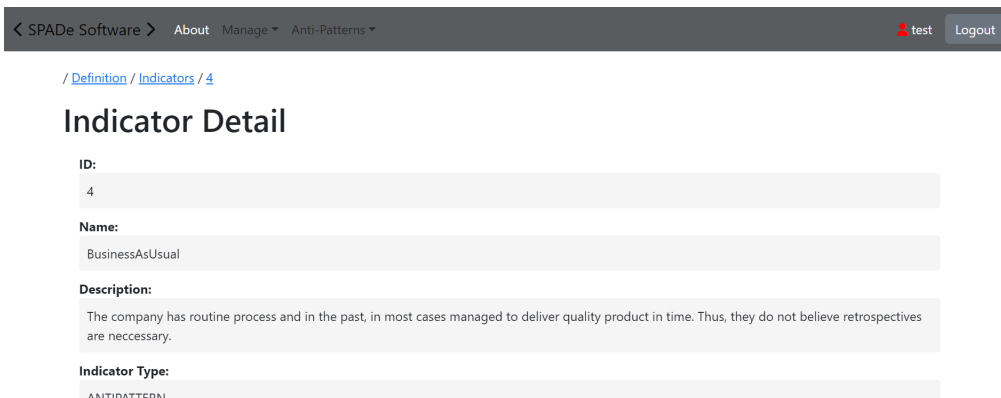 SPADe Software About Manage Anti-Patterns test Logout
/ Definition / Indicators / 4
Indicator Detail
ID:
4
Name:
BusinessAsUsual
Description:
The company has routine process and in the past, in most cases managed to deliver quality product in time. Thus, they do not believe retrospectives
are neccessary.
Indicator Type:
ANTIPATTERN